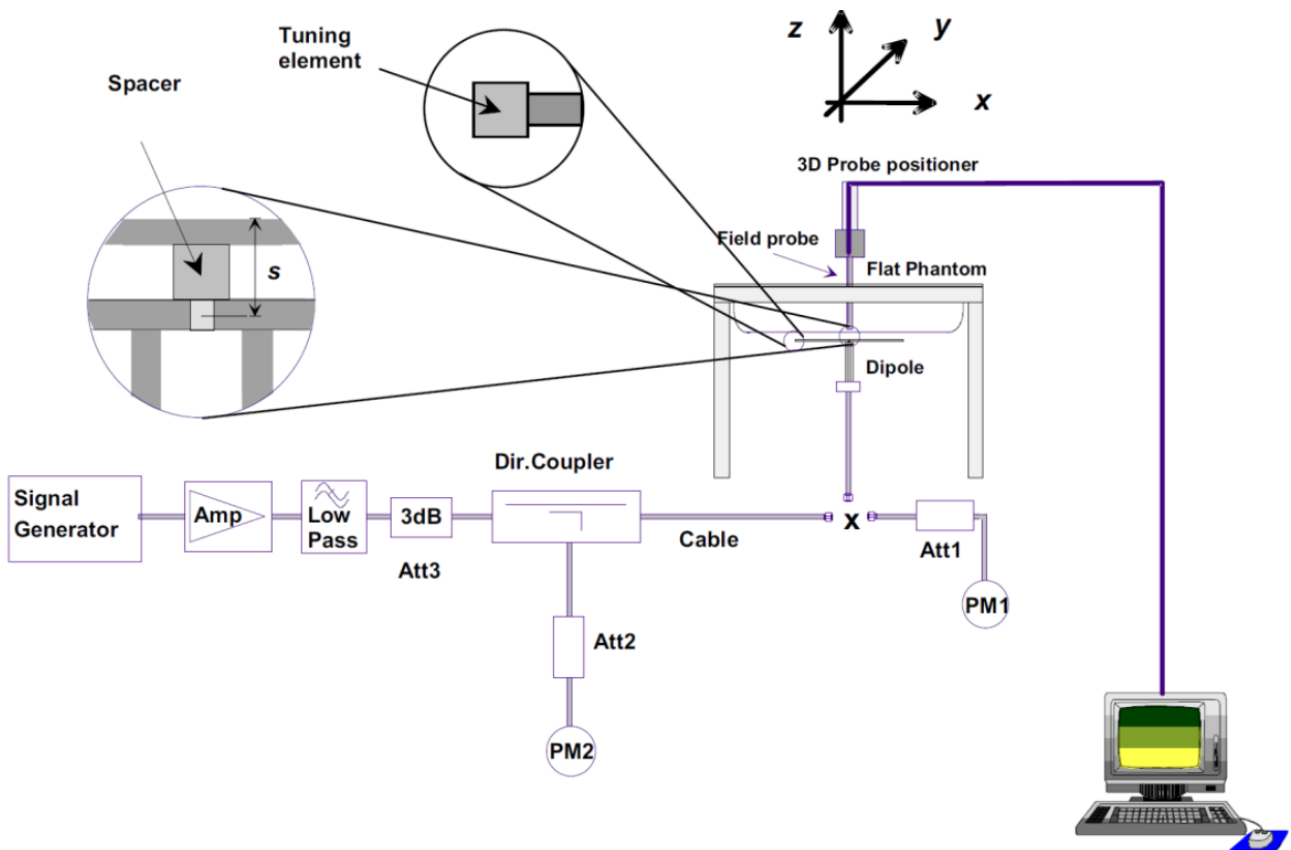 Tuning
element
Spacer
z
y
x
3D Probe positioner
s
Field probe
Flat Phantom
Dipole
Dir.Coupler
Signal
Generator
Amp
Low
Pass
3dB
Att3
Cable
x
Att1
PM1
Att2
PM2